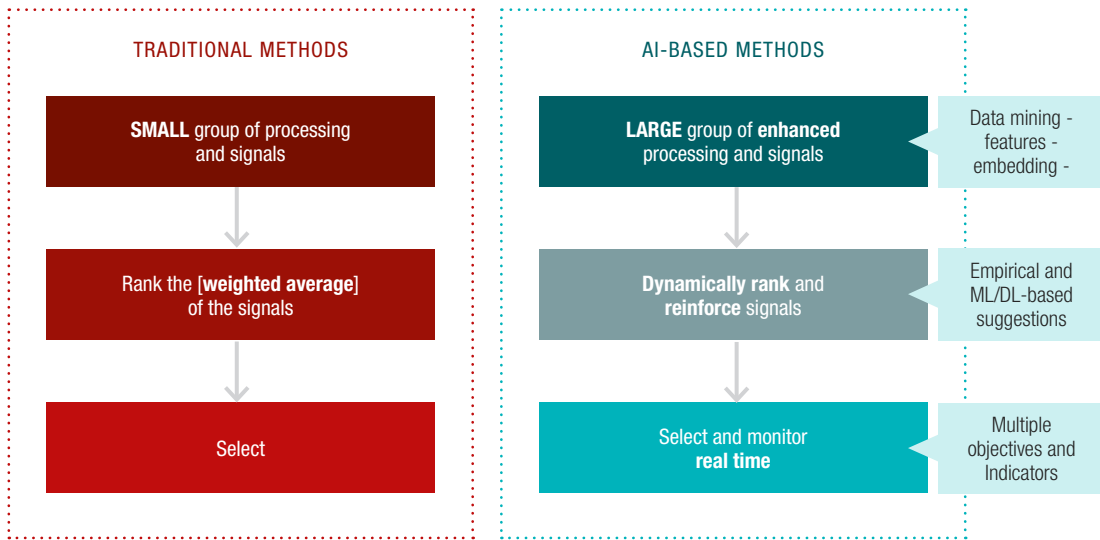 TRADITIONAL METHODS
SMALL group of processing
and signals
Rank the [weighted average]
of the signals
Select
AI-BASED METHODS
LARGE group of enhanced
processing and signals
Data mining -
features -
embedding -
Dynamically rank and
reinforce signals
Empirical and
ML/DL-based
suggestions
Select and monitor
real time
Multiple
objectives and
Indicators